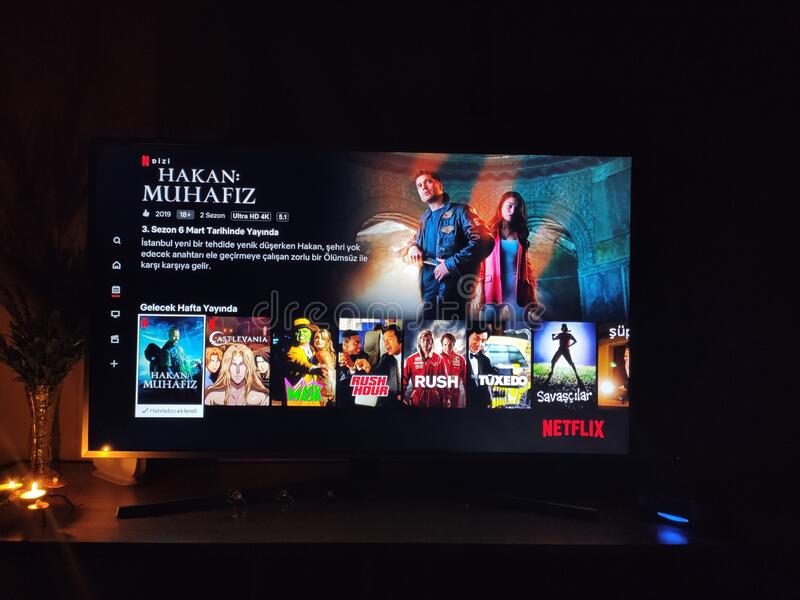 N DİZİ
HAKAN:
MUHAFIZ
2019 18+ 2 Sezon Ultra HD 4K 5.1
3. Sezon 6 Mart Tarihinde Yayında
İstanbul yeni bir tehdide yenik düşerken Hakan, şehri yok
edecek anahtarı ele geçirmeye çalışan zorlu bir Ölümsüz ile
karşı karşıya gelir.
Gelecek Hafta Yayında
N
HAKAN:
MUHAFIZ
Hatırlatıcı eklendi
N
CASTLEVANIA
MASK
RUSH
HOUR
RUSH
TUXEDO
Savaşçılar
ŞÜP
NETFLIX
dreamstime